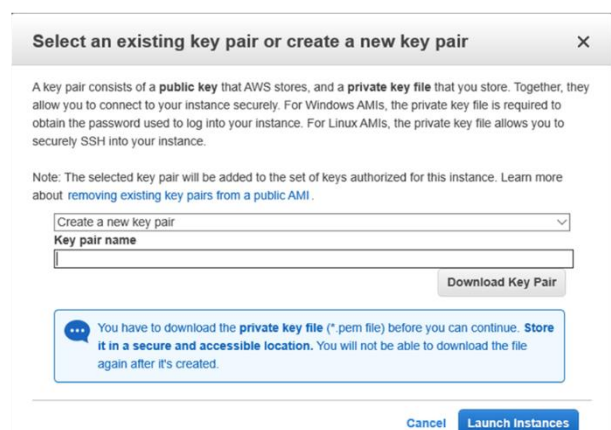 Select an existing key pair or create a new key pair
A key pair consists of a public key that AWS stores, and a private key file that you store. Together, they
allow you to connect to your instance securely. For Windows AMIs, the private key file is required to
obtain the password used to log into your instance. For Linux AMIs, the private key file allows you to
securely SSH into your instance.
Note: The selected key pair will be added to the set of keys authorized for this instance. Learn more
about removing existing key pairs from a public AMI .
Create a new key pair
Key pair name
Download Key Pair
You have to download the private key file (*.pem file) before you can continue. Store
it in a secure and accessible location. You will not be able to download the file
again after it's created.
Cancel Launch Instances